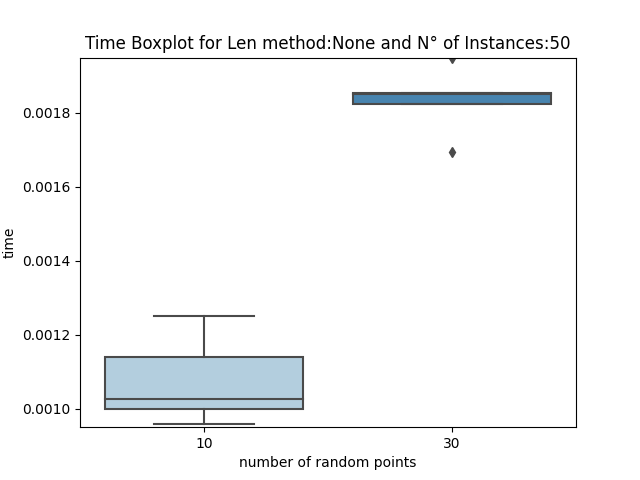 Time Boxplot for Len method:None and N° of Instances:50
0.0018
0.0016
0.0014
0.0012
0.0010
time
10
30
number of random points